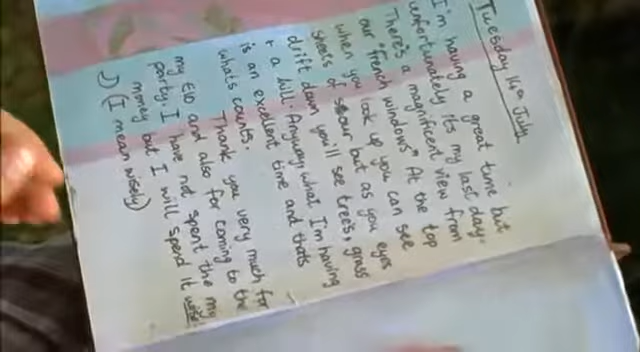 Tuesday 14th July
I'm having a great time but
unfortunately its my last day.
There's a magnificent view from
our "french windows" At the top
when you look up you can see
sheets of but as you eyes
drift down you'll see trees, grass
+ a hill. Anyway, what I'm having
is an excellent time and thats
whats counts.
Thank you very much for
my £10 and also for coming to the
party. I have not spent the my
money but I will spend it
:) (I mean wisely)